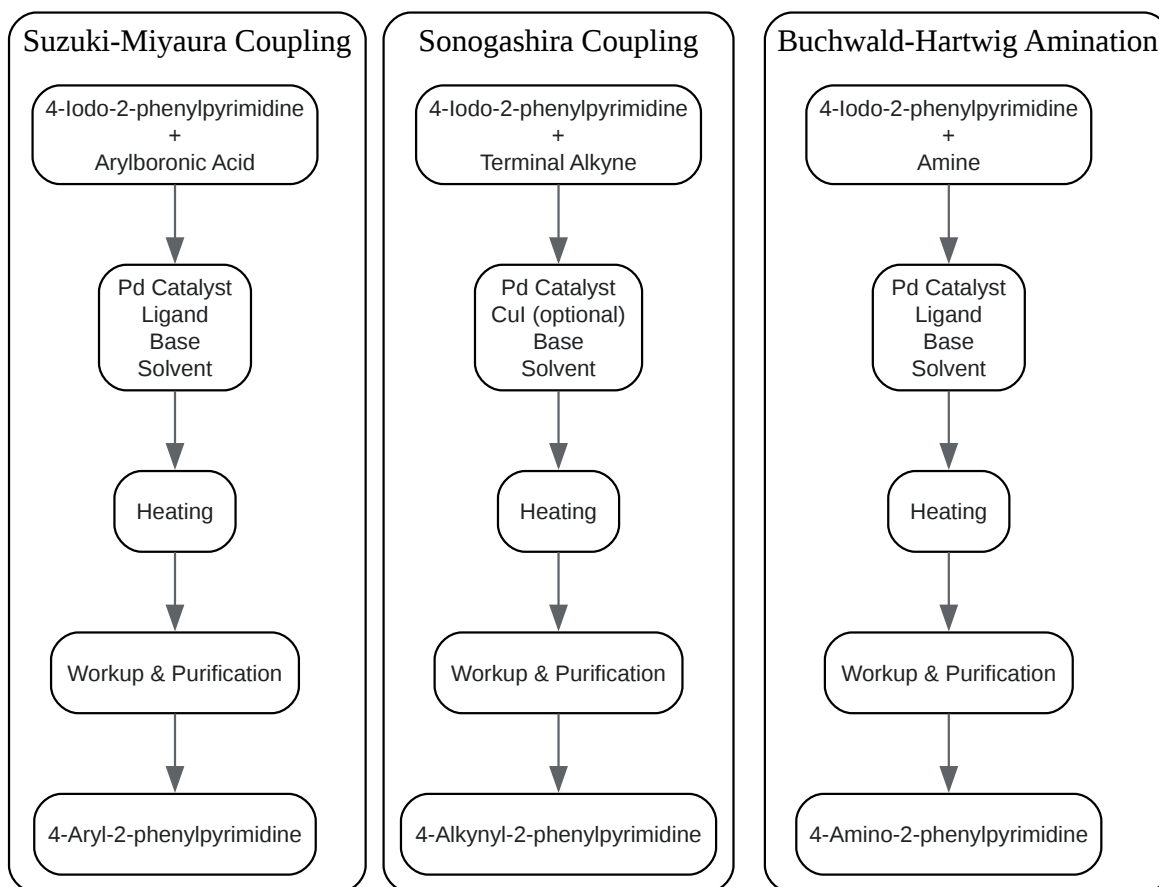 Suzuki-Miyaura Coupling
4-Iodo-2-phenylpyrimidine
+
Arylboronic Acid
Pd Catalyst
Ligand
Base
Solvent
Heating
Workup & Purification
4-Aryl-2-phenylpyrimidine
Sonogashira Coupling
4-Iodo-2-phenylpyrimidine
+
Terminal Alkyne
Pd Catalyst
CuI (optional)
Base
Solvent
Heating
Workup & Purification
4-Alkynyl-2-phenylpyrimidine
Buchwald-Hartwig Amination
4-Iodo-2-phenylpyrimidine
+
Amine
Pd Catalyst
Ligand
Base
Solvent
Heating
Workup & Purification
4-Amino-2-phenylpyrimidine